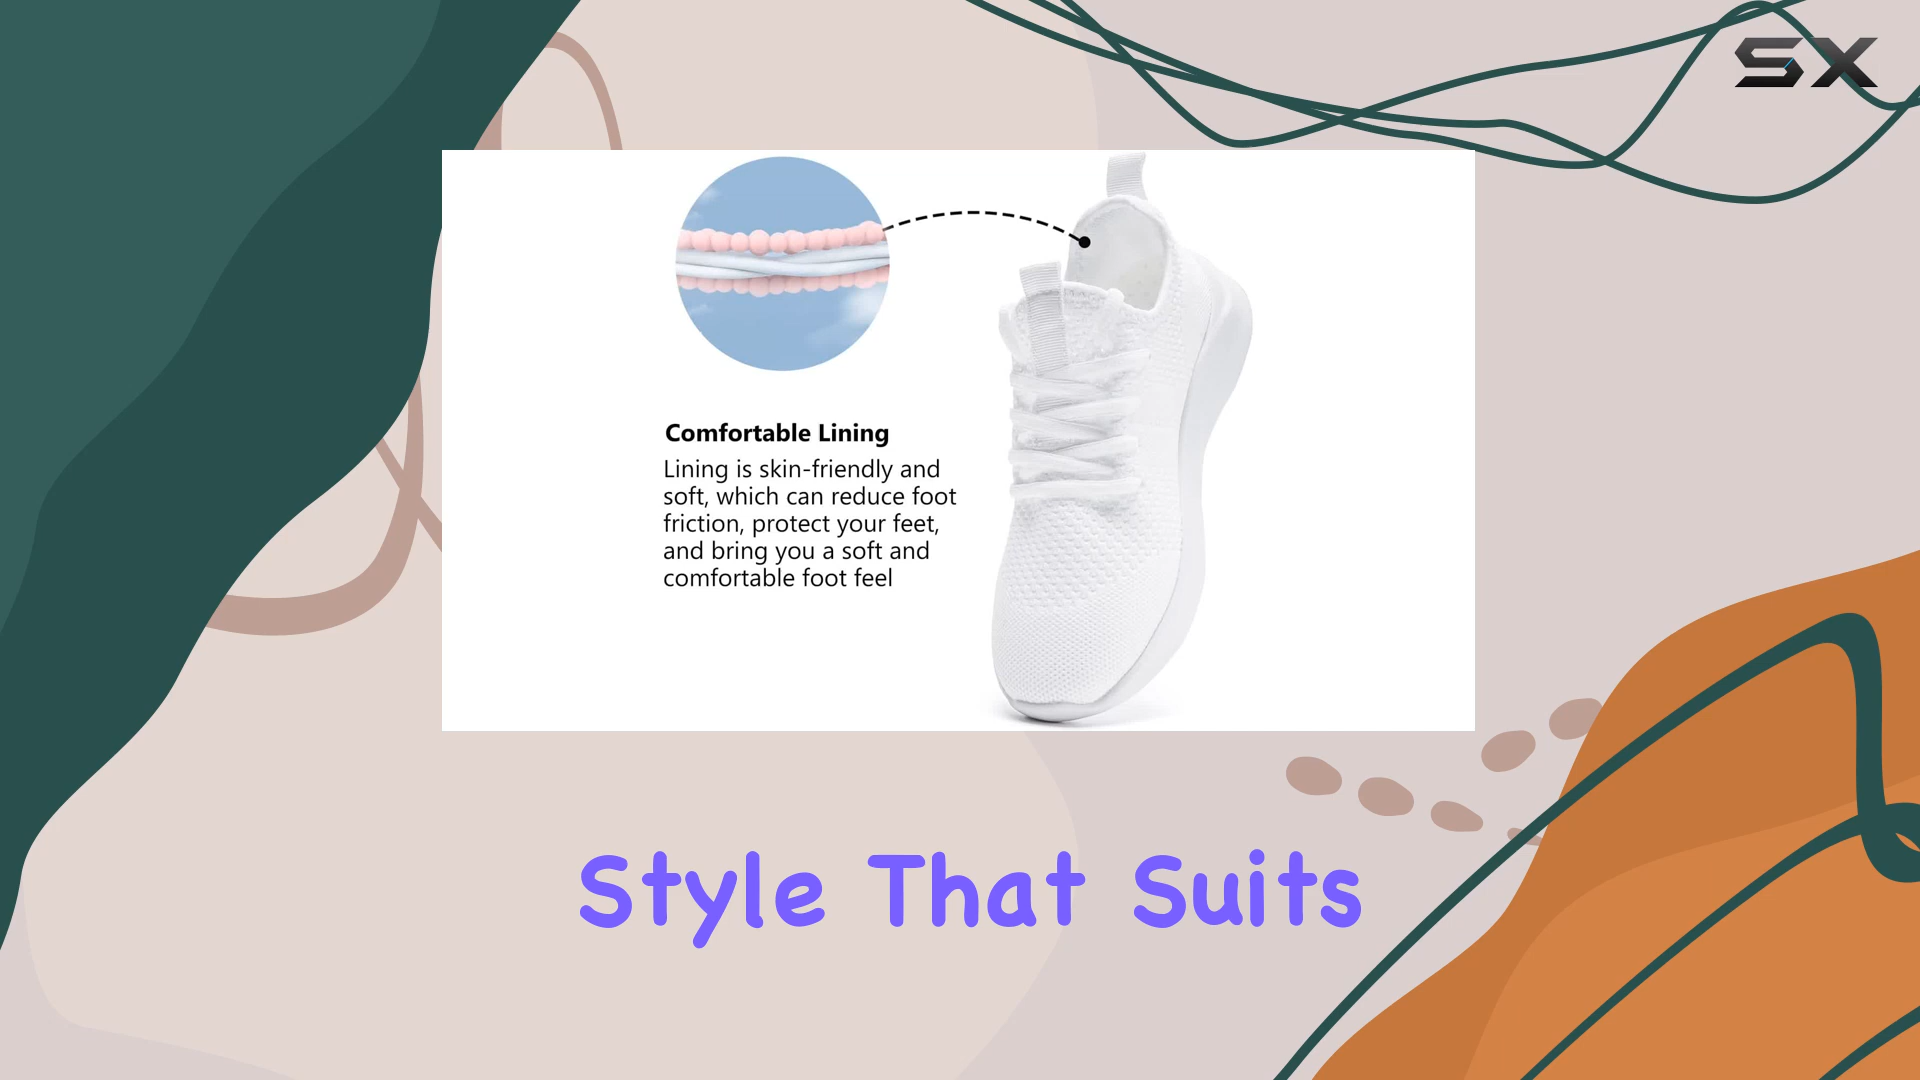 SX
Comfortable Lining
Lining is skin-friendly and
soft, which can reduce foot
friction, protect your feet,
and bring you a soft and
comfortable foot feel
Style That Suits